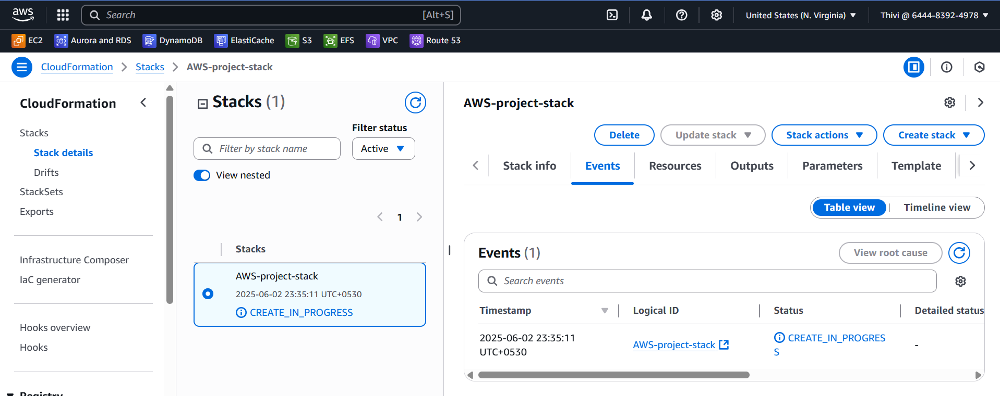 aws
Search [Alt+S]
United States (N. Virginia)
Thivi @ 6444-8392-4978
EC2 Aurora and RDS DynamoDB ElastiCache S3 EFS VPC Route 53
CloudFormation Stacks AWS-project-stack
CloudFormation
Stacks
Stack details
Drifts
StackSets
Exports
Infrastructure Composer
IaC generator
Hooks overview
Hooks
Registry
Stacks (1)
Filter status
Filter by stack name
Active
View nested
1
Stacks
AWS-project-stack
2025-06-02 23:35:11 UTC+0530
CREATE_IN_PROGRESS
AWS-project-stack
Delete Update stack Stack actions Create stack
Stack info Events Resources Outputs Parameters Template
Table view Timeline view
Events (1)
View root cause
Search events
Timestamp Logical ID Status Detailed status
2025-06-02 23:35:11
UTC+0530
AWS-project-stack
CREATE_IN_PROGRES
S
-